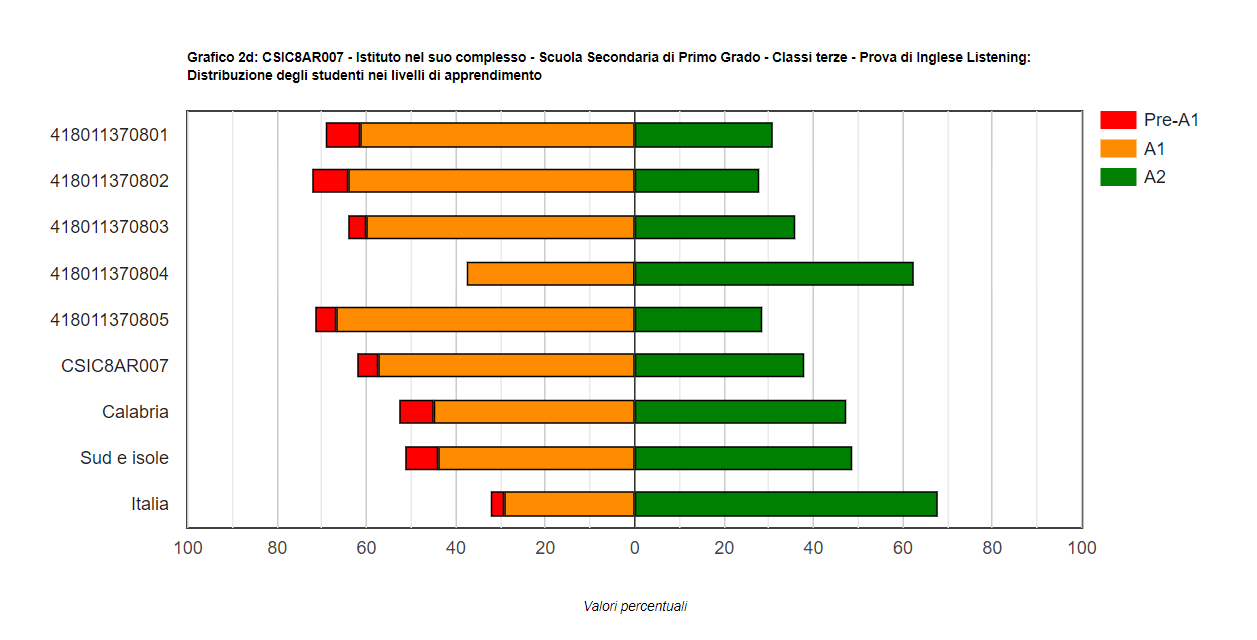 Grafico 2d: CSIC8AR007 - Istituto nel suo complesso - Scuola Secondaria di Primo Grado - Classi terze - Prova di Inglese Listening:
Distribuzione degli studenti nei livelli di apprendimento
Pre-A1
A1
A2
418011370801
418011370802
418011370803
418011370804
418011370805
CSIC8AR007
Calabria
Sud e isole
Italia
100 80 60 40 20 0 20 40 60 80 100
Valori percentuali